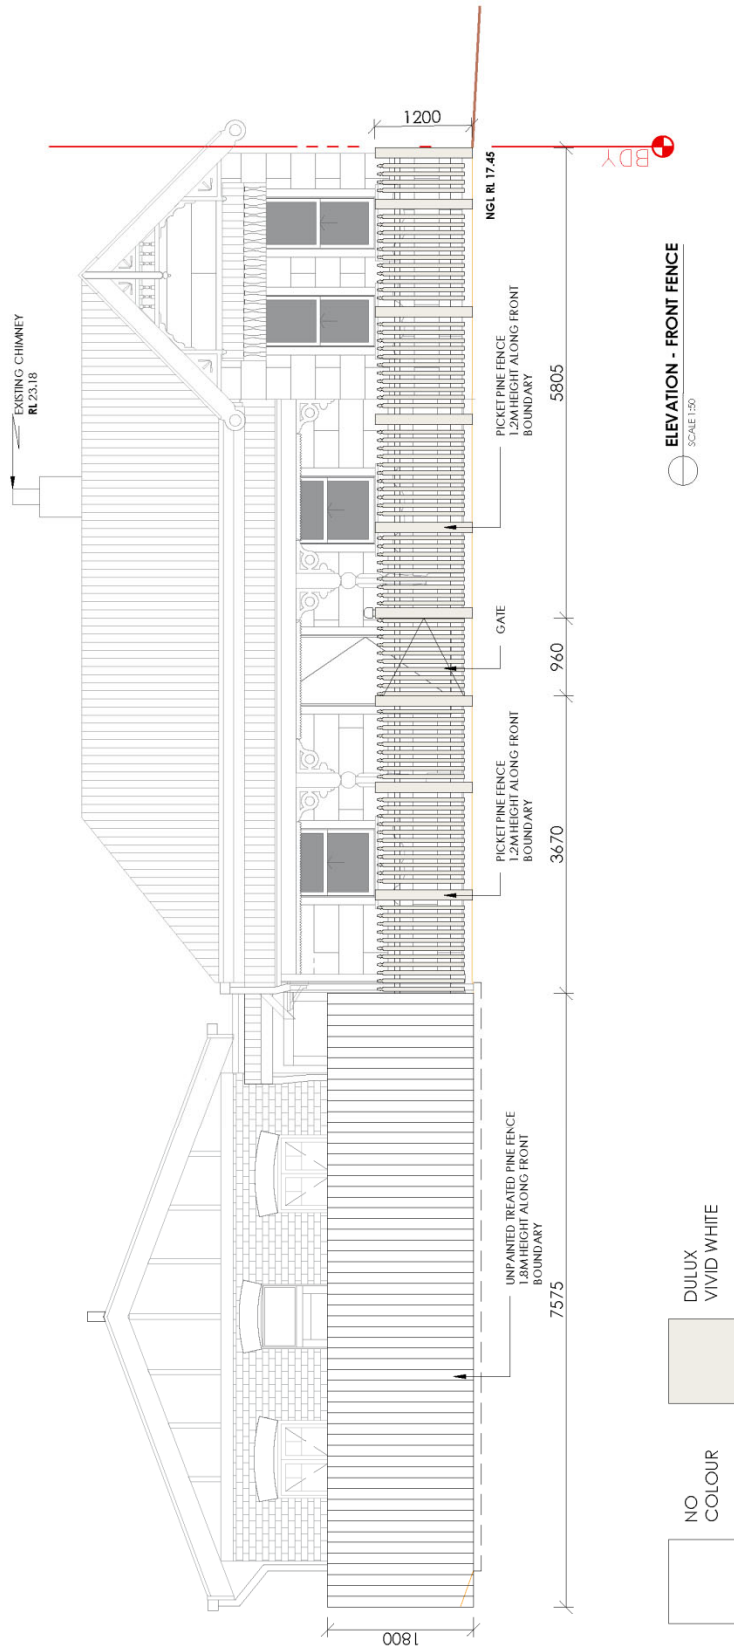 EXISTING CHIMNEY
RL 23.18
1200
BDY
NGL RL 17.45
1800
UNPAINTED TREATED PINE FENCE
1.8M HEIGHT ALONG FRONT
BOUNDARY
PICKET PINE FENCE
1.2M HEIGHT ALONG FRONT
BOUNDARY
GATE
PICKET PINE FENCE
1.2M HEIGHT ALONG FRONT
BOUNDARY
7575
3670
960
5805
NO
COLOUR
DULUX
VIVID WHITE
ELEVATION - FRONT FENCE
SCALE 1:50